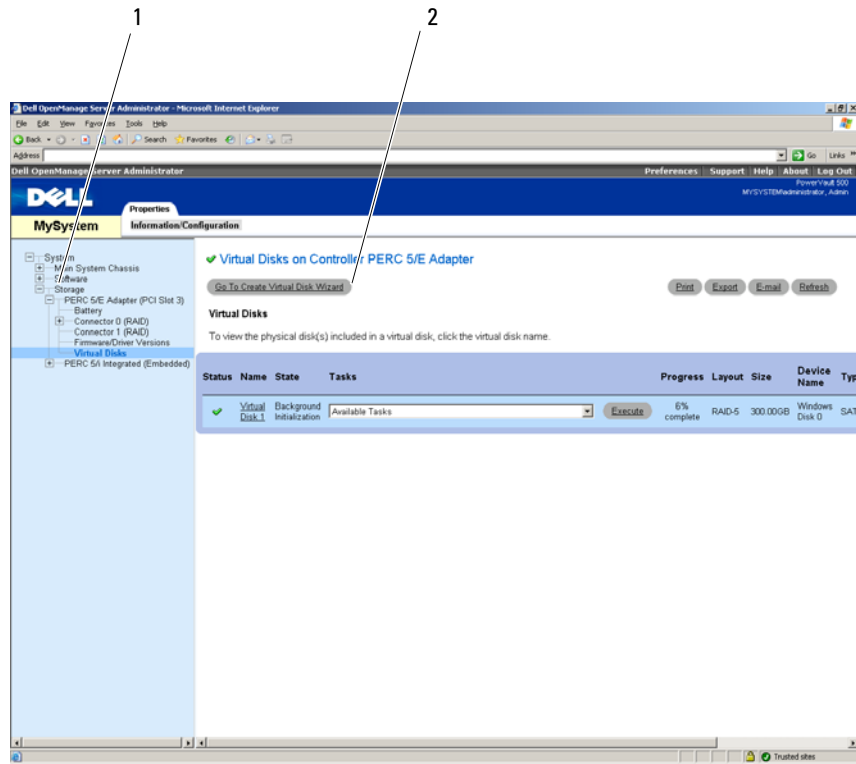 1 2
Dell OpenManage Server Administrator - Microsoft Internet Explorer
File Edit View Favorites Tools Help
Back Search Favorites
Address Go Links »
Dell OpenManage Server Administrator Preferences Support Help About Log Out
DELL
PowerVault 500
Admin
Properties
MySystem Information/Configuration
System
Main System Chassis
Software
Storage
PERC 5/E Adapter (PCI Slot 3)
Battery
Connector 0 (RAID)
Connector 1 (RAID)
Firmware/Driver Versions
Virtual Disks
PERC 5/i Integrated (Embedded)
Virtual Disks on Controller PERC 5/E Adapter
Go To Create Virtual Disk Wizard Print Export E-mail Refresh
Virtual Disks
To view the physical disk(s) included in a virtual disk, click the virtual disk name.
Status Name State Tasks Progress Layout Size Device Name Typ
Virtual Disk 1 Background Initialization Available Tasks Execute 6% complete RAID-5 300.00GB Windows Disk 0 SAT
Trusted sites